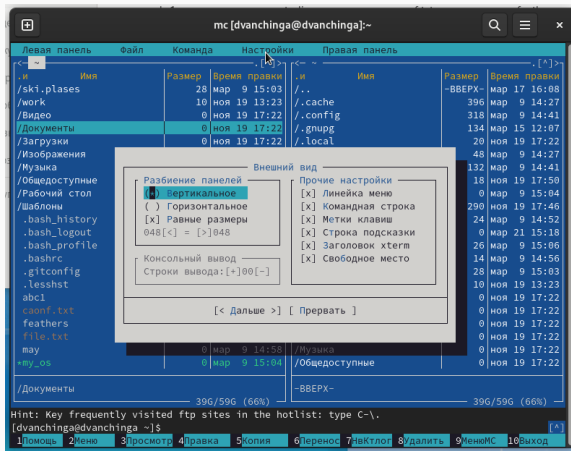 mc [dvanchinga@dvanchinga]:~
Левая панель Файл Команда Настройки Правая панель
<─ ~ ─.[^]>
<─ ~ ─.[^]>
.и Имя Размер Время правки
.и Имя Размер Время правки
/ski.plases 28 мар 9 15:03
/.. -ВВЕРХ- мар 17 16:08
/work 10 ноя 19 13:23
/.cache 396 мар 9 14:27
/Видео 0 ноя 19 17:22
/.config 318 мар 9 14:41
/Документы 0 ноя 19 17:22
/.gnupg 134 мар 15 12:07
/Загрузки 0 ноя 19 17:22
/.local 20 ноя 19 17:22
/Изображения
48 мар 9 14:27
/Музыка
132 мар 9 14:41
/Общедоступные
18 ноя 9 17:50
/Рабочий стол
0 мар 9 15:04
/Шаблоны
290 ноя 19 17:46
.bash_history
24 мар 9 14:52
.bash_logout
0 мар 21 15:18
.bash_profile
26 мар 9 15:06
.bashrc
14 мар 9 14:56
.gitconfig
28 мар 9 15:03
.lesshst
10 ноя 19 13:23
abc1
0 ноя 19 17:22
caonf.txt
0 ноя 19 17:22
feathers
0 ноя 19 17:22
file.txt
0 ноя 19 17:22
may 0 мар 9 14:58
/Музыка 0 ноя 19 17:22
*my_os 0 мар 9 15:04
/Общедоступные 0 ноя 19 17:22
Внешний вид
Разбиение панелей
(•) Вертикальное
( ) Горизонтальное
[x] Равные размеры
048[<] = [>]048
Консольный вывод
Строки вывода:[+]00[-]
Прочие настройки
[x] Линейка меню
[x] Командная строка
[x] Метки клавиш
[x] Строка подсказки
[x] Заголовок xterm
[x] Свободное место
[< Дальше >] [ Прервать ]
/Документы
-ВВЕРХ-
39G/59G (66%)
39G/59G (66%)
Hint: Key frequently visited ftp sites in the hotlist: type C-\.
[dvanchinga@dvanchinga ~]$ [^]
1Помощь 2Меню 3Просмотр 4Правка 5Копия 6Перенос 7НвКтлог 8Удалить 9МенюМС 10Выход